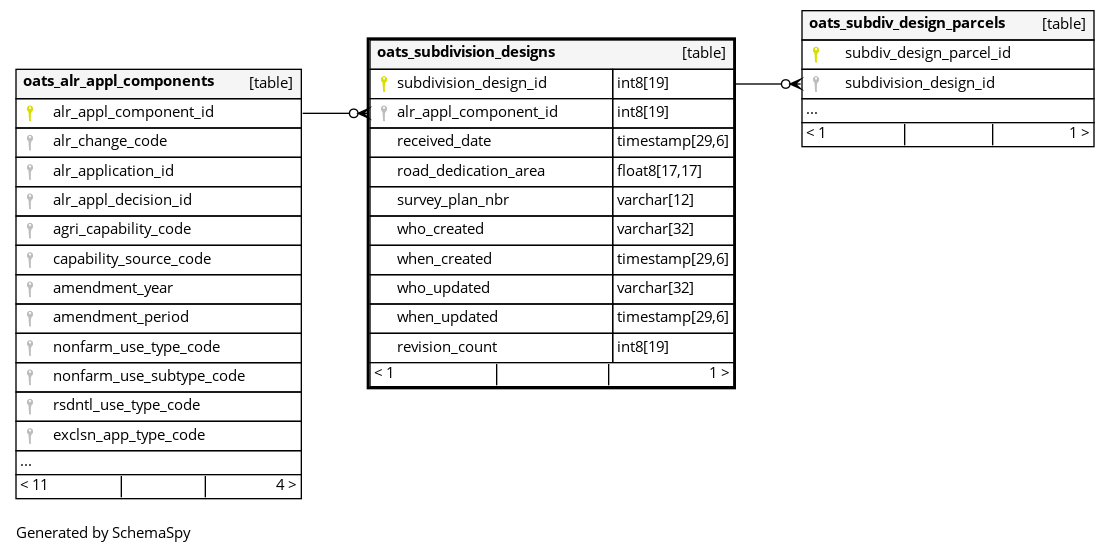 oats_alr_appl_components [table]
alr_appl_component_id
alr_change_code
alr_application_id
alr_appl_decision_id
agri_capability_code
capability_source_code
amendment_year
amendment_period
nonfarm_use_type_code
nonfarm_use_subtype_code
rsdntl_use_type_code
exclsn_app_type_code
...
< 11 4 >
oats_subdivision_designs [table]
subdivision_design_id int8[19]
alr_appl_component_id int8[19]
received_date timestamp[29,6]
road_dedication_area float8[17,17]
survey_plan_nbr varchar[12]
who_created varchar[32]
when_created timestamp[29,6]
who_updated varchar[32]
when_updated timestamp[29,6]
revision_count int8[19]
< 1 1 >
oats_subdiv_design_parcels [table]
subdiv_design_parcel_id
subdivision_design_id
...
< 1 1 >
Generated by SchemaSpy